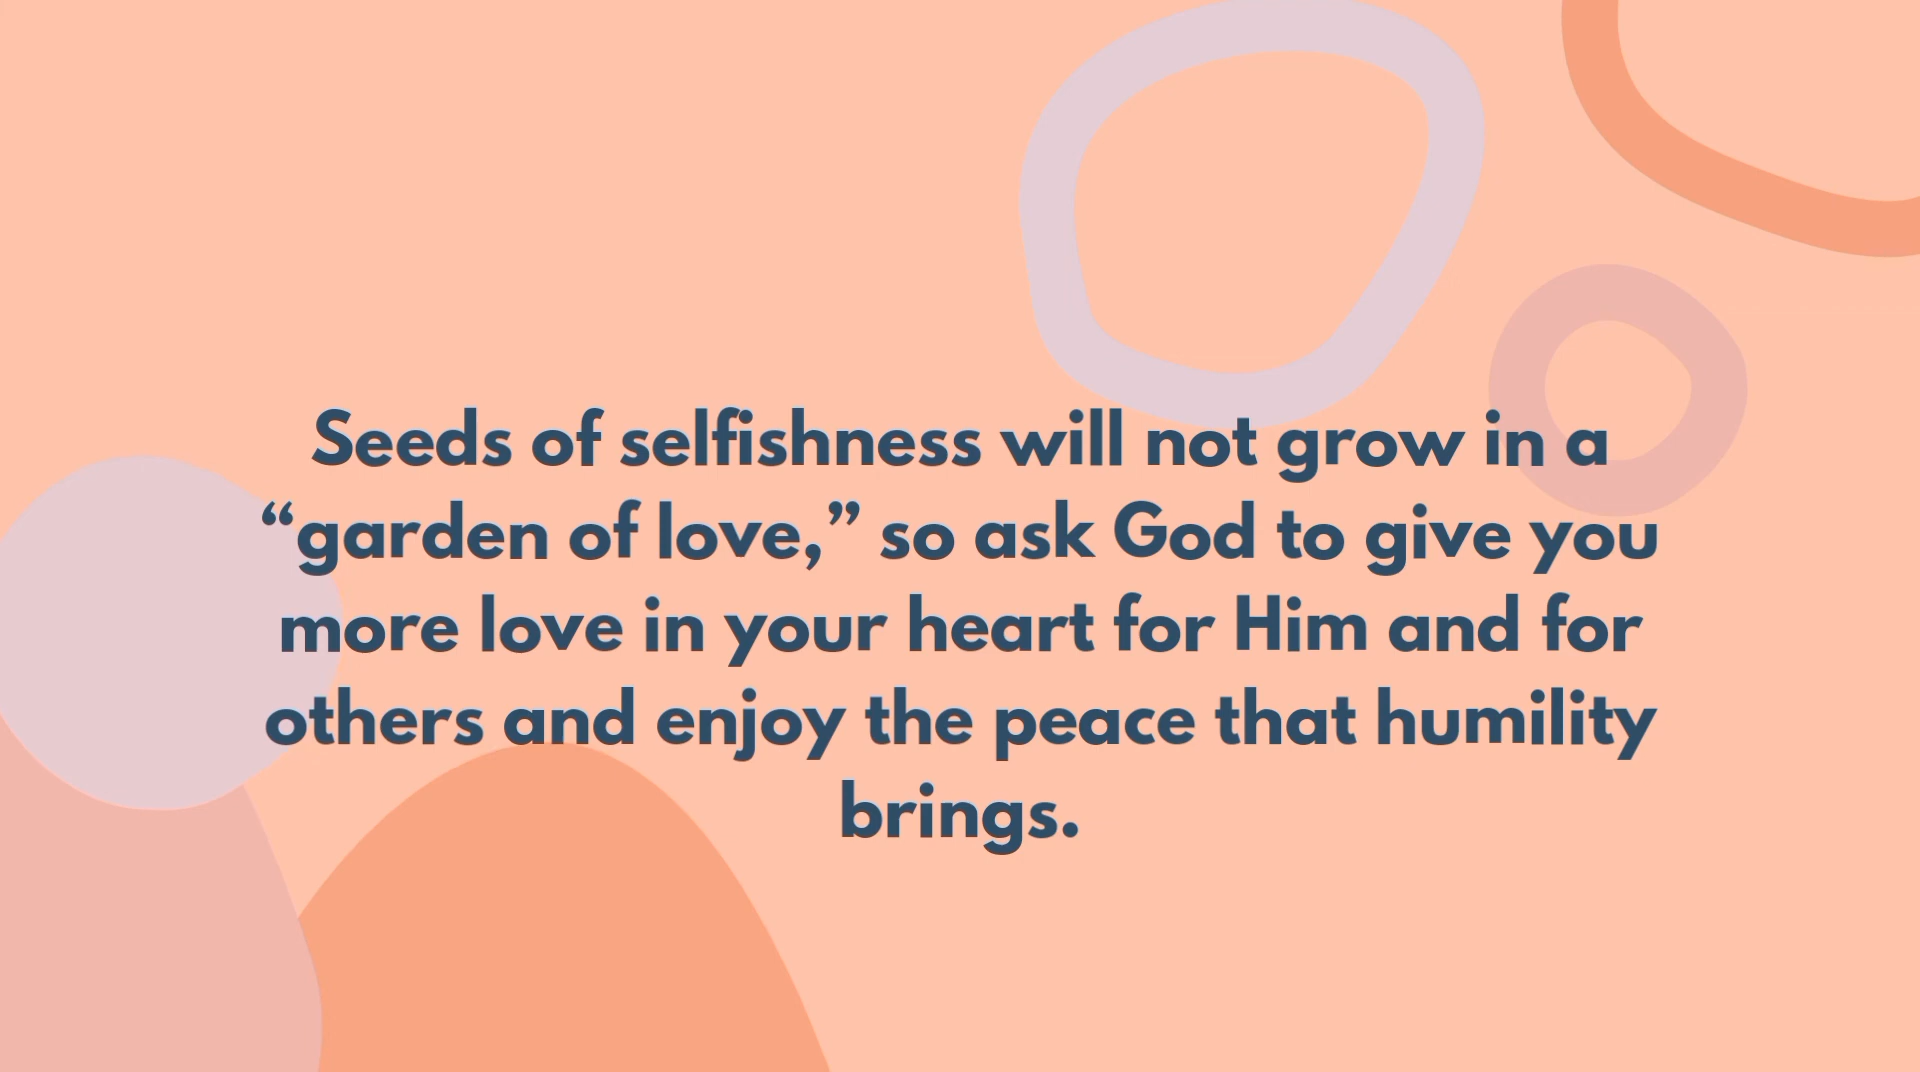 Seeds of selfishness will not grow in a
“garden of love,” so ask God to give you
more love in your heart for Him and for
others and enjoy the peace that humility
brings.